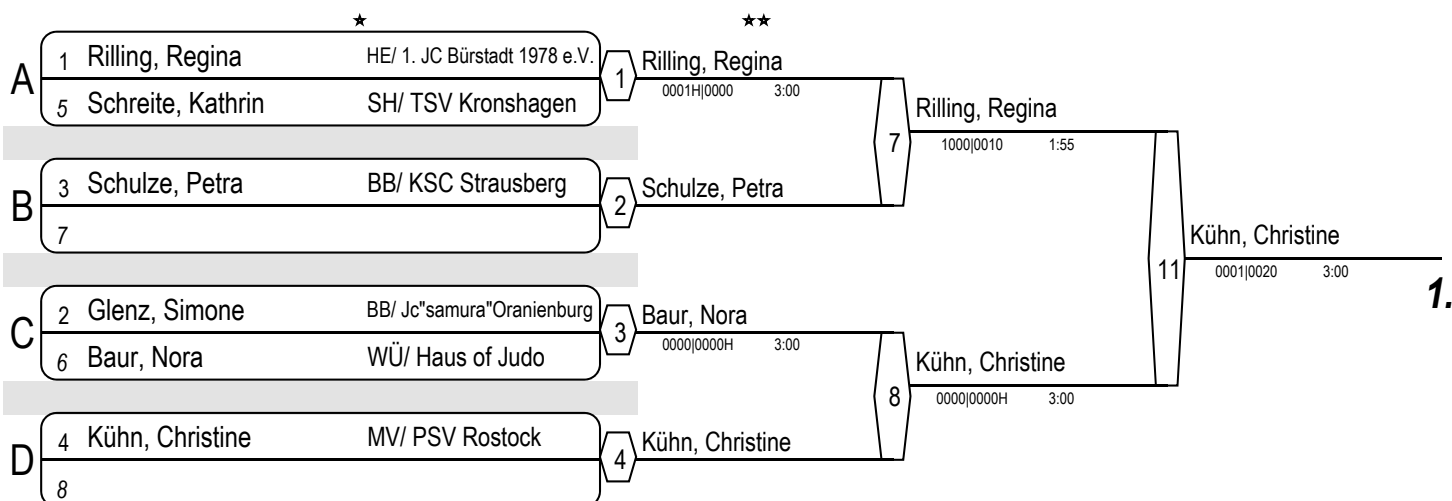 ★ ★★
A 1 Rilling, Regina HE/ 1. JC Bürstadt 1978 e.V. 1 Rilling, Regina
5 Schreite, Kathrin SH/ TSV Kronshagen 0001H|0000 3:00
7 Rilling, Regina
1000|0010 1:55
B 3 Schulze, Petra BB/ KSC Strausberg 2 Schulze, Petra
7
11 Kühn, Christine
0001|0020 3:00
1.
C 2 Glenz, Simone BB/ Jc"samura"Oranienburg 3 Baur, Nora
6 Baur, Nora WÜ/ Haus of Judo 0000|0000H 3:00
8 Kühn, Christine
0000|0000H 3:00
D 4 Kühn, Christine MV/ PSV Rostock 4 Kühn, Christine
8